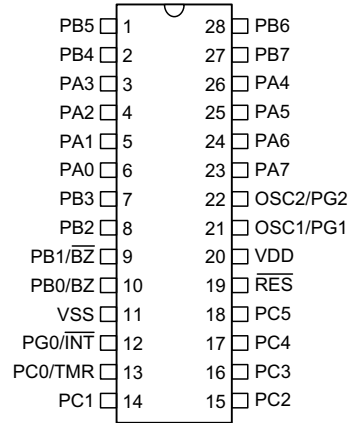 PB5 1 28 PB6
PB4 2 27 PB7
PA3 3 26 PA4
PA2 4 25 PA5
PA1 5 24 PA6
PA0 6 23 PA7
PB3 7 22 OSC2/PG2
PB2 8 21 OSC1/PG1
PB1/B̅Z̅ 9 20 VDD
PB0/BZ 10 19 R̅E̅S̅
VSS 11 18 PC5
PG0/I̅N̅T̅ 12 17 PC4
PC0/TMR 13 16 PC3
PC1 14 15 PC2